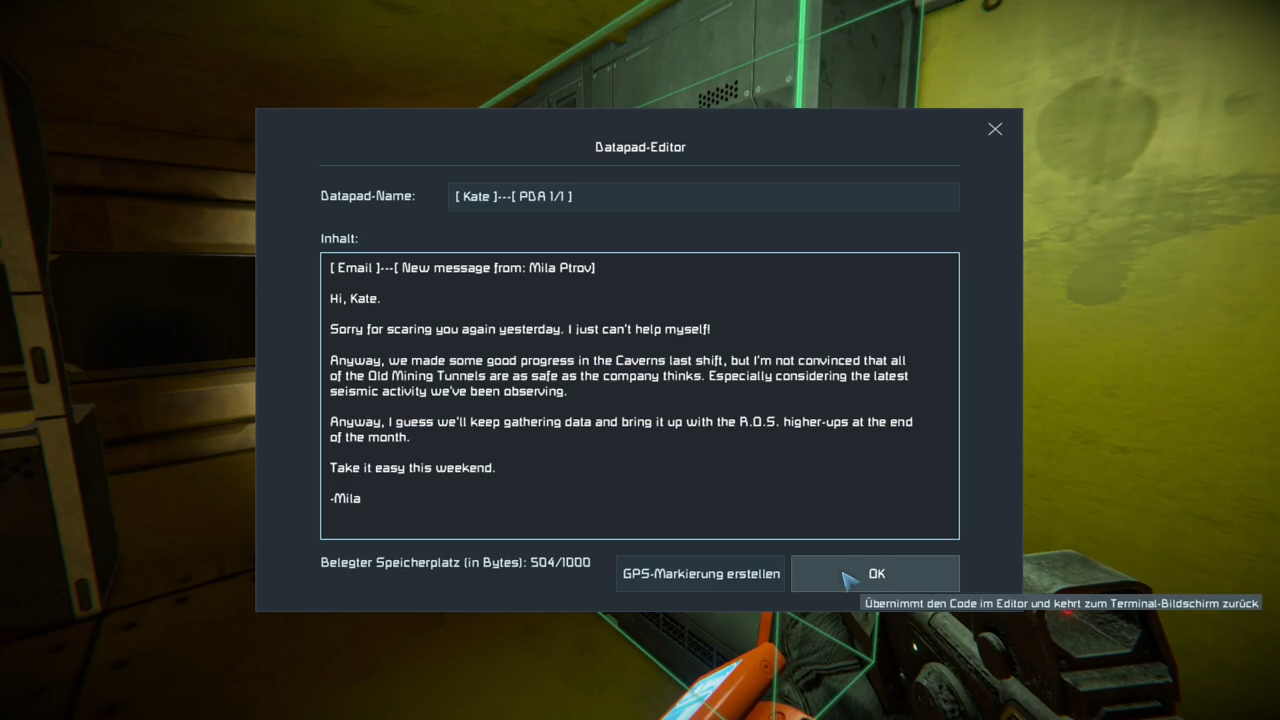 Datapad-Editor
Datapad-Name:
[ Kate ]---[ PDA 1/1 ]
Inhalt:
[ Email ]---[ New message from: Mila Ptrov]
Hi, Kate.
Sorry for scaring you again yesterday. I just can't help myself!
Anyway, we made some good progress in the Caverns last shift, but I'm not convinced that all
of the Old Mining Tunnels are as safe as the company thinks. Especially considering the latest
seismic activity we've been observing.
Anyway, I guess we'll keep gathering data and bring it up with the R.O.S. higher-ups at the end
of the month.
Take it easy this weekend.
-Mila
Belegter Speicherplatz (in Bytes): 504/1000
GPS-Markierung erstellen
OK
Übernimmt den Code im Editor und kehrt zum Terminal-Bildschirm zurück